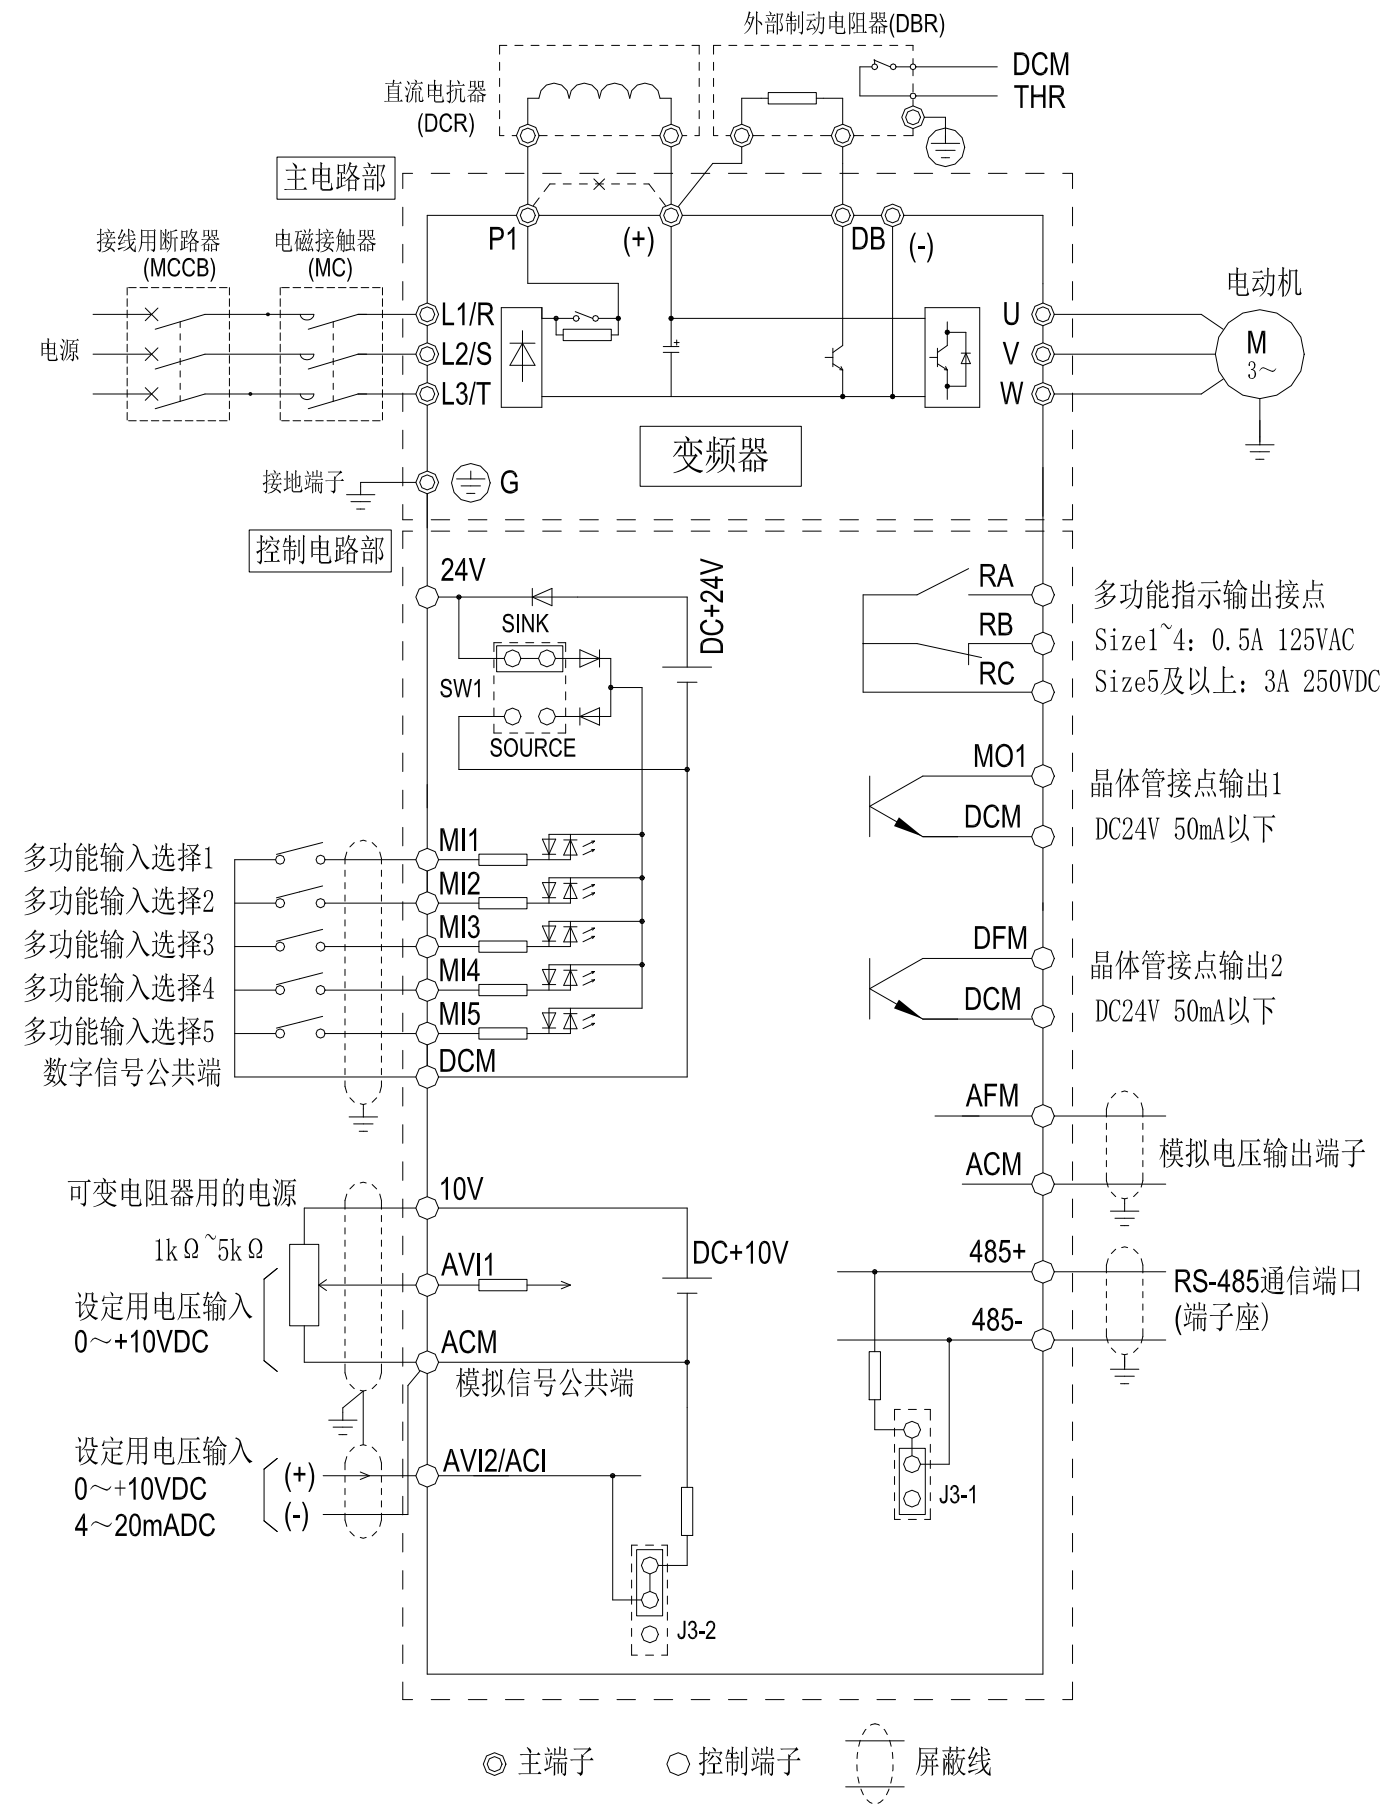 外部制动电阻器(DBR)
DCM
THR
直流电抗器
(DCR)
主电路部
P1
(+)
DB
(-)
接线用断路器
(MCCB)
电磁接触器
(MC)
电动机
L1/R
L2/S
L3/T
电源
+
U
V
W
M
3～
变频器
接地端子
G
控制电路部
24V
SINK
SW1
SOURCE
DC+24V
RA
RB
RC
多功能指示输出接点
Size1~4: 0.5A 125VAC
Size5及以上: 3A 250VDC
MO1
DCM
晶体管接点输出1
DC24V 50mA以下
多功能输入选择1
多功能输入选择2
多功能输入选择3
多功能输入选择4
多功能输入选择5
数字信号公共端
MI1
MI2
MI3
MI4
MI5
DCM
DFM
DCM
晶体管接点输出2
DC24V 50mA以下
AFM
ACM
模拟电压输出端子
可变电阻器用的电源
1kΩ~5kΩ
10V
DC+10V
设定用电压输入
0～+10VDC
AVI1
ACM
模拟信号公共端
485+
485-
RS-485通信端口
(端子座)
设定用电压输入
0～+10VDC
4～20mADC
(+)
(-)
AVI2/ACI
J3-1
J3-2
主端子
控制端子
屏蔽线